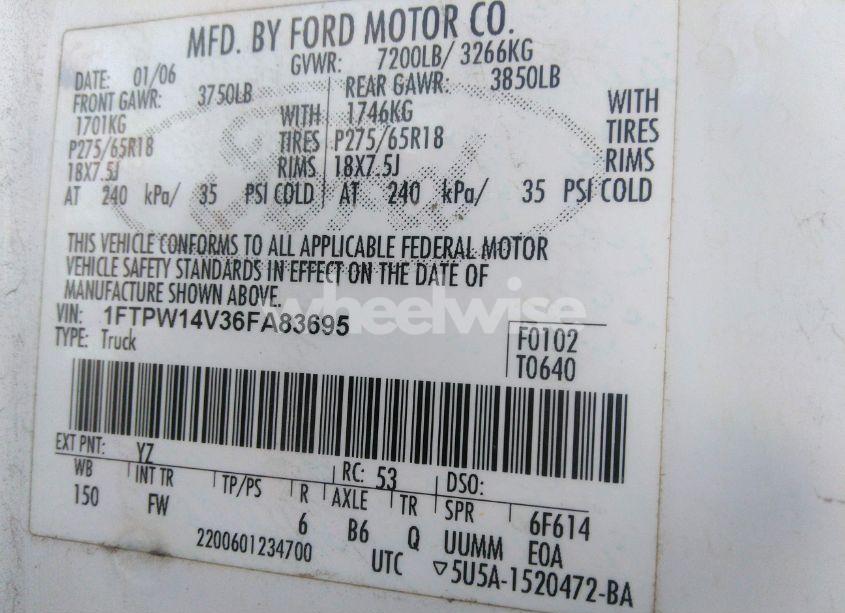 MFD. BY FORD MOTOR CO.
DATE: 01/06 GVWR: 7200LB/ 3266KG
FRONT GAWR: 3750LB REAR GAWR: 3850LB
1701KG WITH 1746KG WITH
P275/65R18 TIRES P275/65R18 TIRES
18X7.5J RIMS 18X7.5J RIMS
AT 240 kPa/ 35 PSI COLD AT 240 kPa/ 35 PSI COLD
Ford
THIS VEHICLE CONFORMS TO ALL APPLICABLE FEDERAL MOTOR
VEHICLE SAFETY STANDARDS IN EFFECT ON THE DATE OF
MANUFACTURE SHOWN ABOVE.
wheelwise
VIN: 1FTPW14V36FA83695
TYPE: Truck
F0102
T0640
EXT PNT: YZ RC: 53 DSO:
WB INT TR TP/PS R AXLE TR SPR 6F614
150 FW 6 B6 Q UUMM EOA
2200601234700 UTC ▽5U5A-1520472-BA